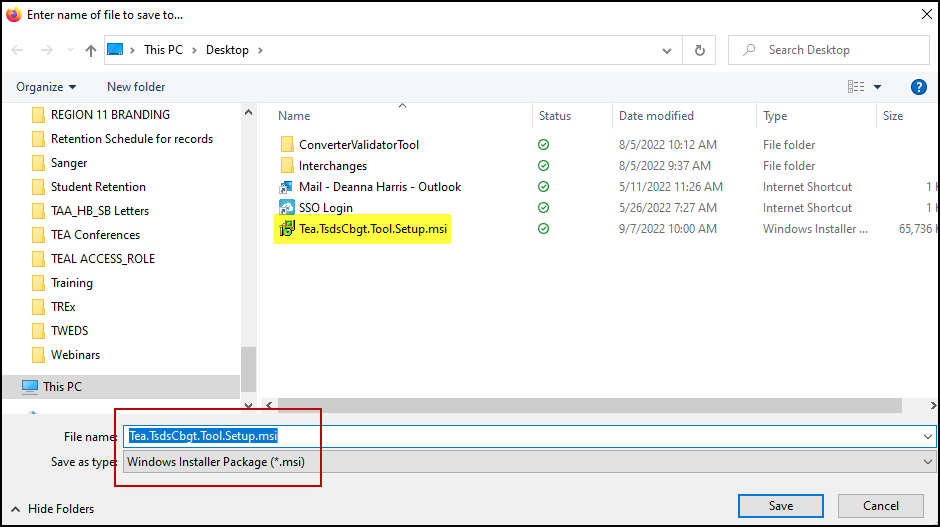 Enter name of file to save to...
This PC > Desktop >
Search Desktop
Organize New folder
REGION 11 BRANDING
Retention Schedule for records
Sanger
Student Retention
TAA_HB_SB Letters
TEA Conferences
TEAL ACCESS_ROLE
Training
TREx
TWEDS
Webinars
This PC
Name Status Date modified Type Size
ConverterValidatorTool 8/5/2022 10:12 AM File folder
Interchanges 8/5/2022 9:37 AM File folder
Mail - Deanna Harris - Outlook 5/11/2022 11:26 AM Internet Shortcut 1 K
SSO Login 5/26/2022 7:27 AM Internet Shortcut 1 K
Tea.TsdsCbgt.Tool.Setup.msi 9/7/2022 10:00 AM Windows Installer ... 65,736 K
File name: Tea.TsdsCbgt.Tool.Setup.msi
Save as type: Windows Installer Package (*.msi)
Hide Folders
Save Cancel